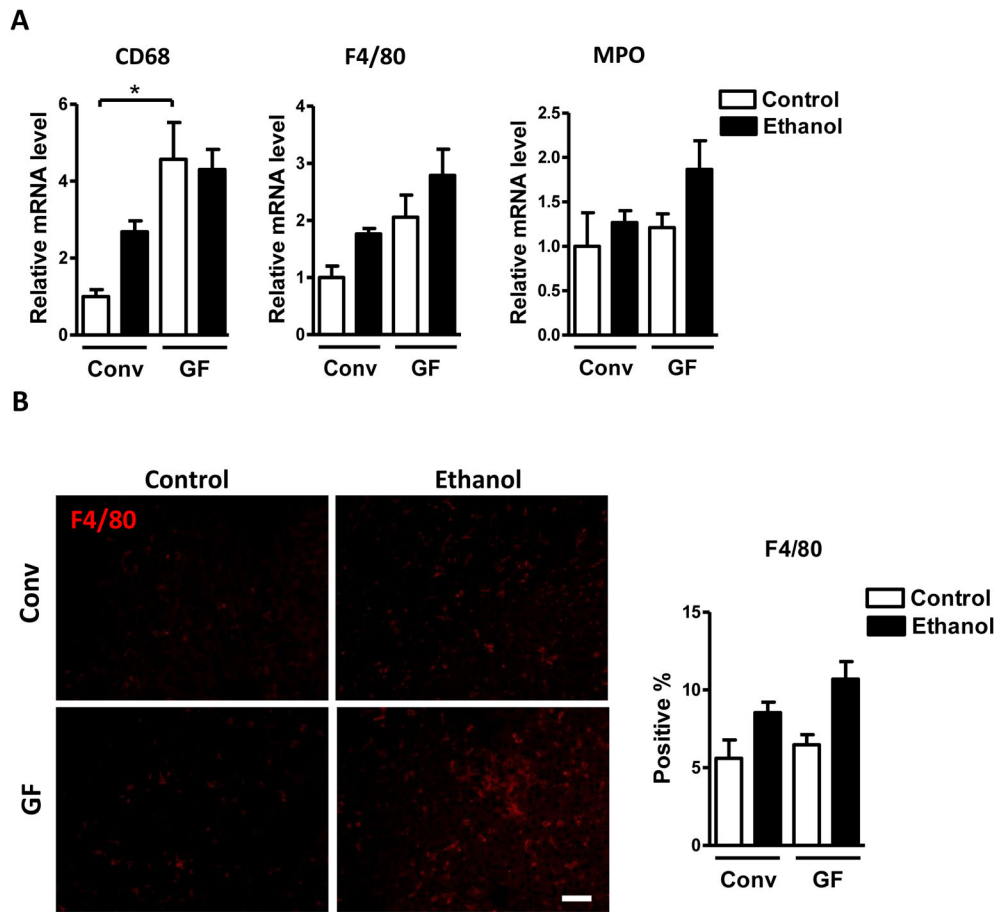 A
CD68
F4/80
MPO
Control
Ethanol
*
Relative mRNA level
6
4
2
0
Conv GF
Relative mRNA level
4
3
2
1
0
Conv GF
Relative mRNA level
2.5
2.0
1.5
1.0
0.5
0.0
Conv GF
B
Control Ethanol
F4/80
Conv
GF
F4/80
Control
Ethanol
Positive %
15
10
5
0
Conv GF